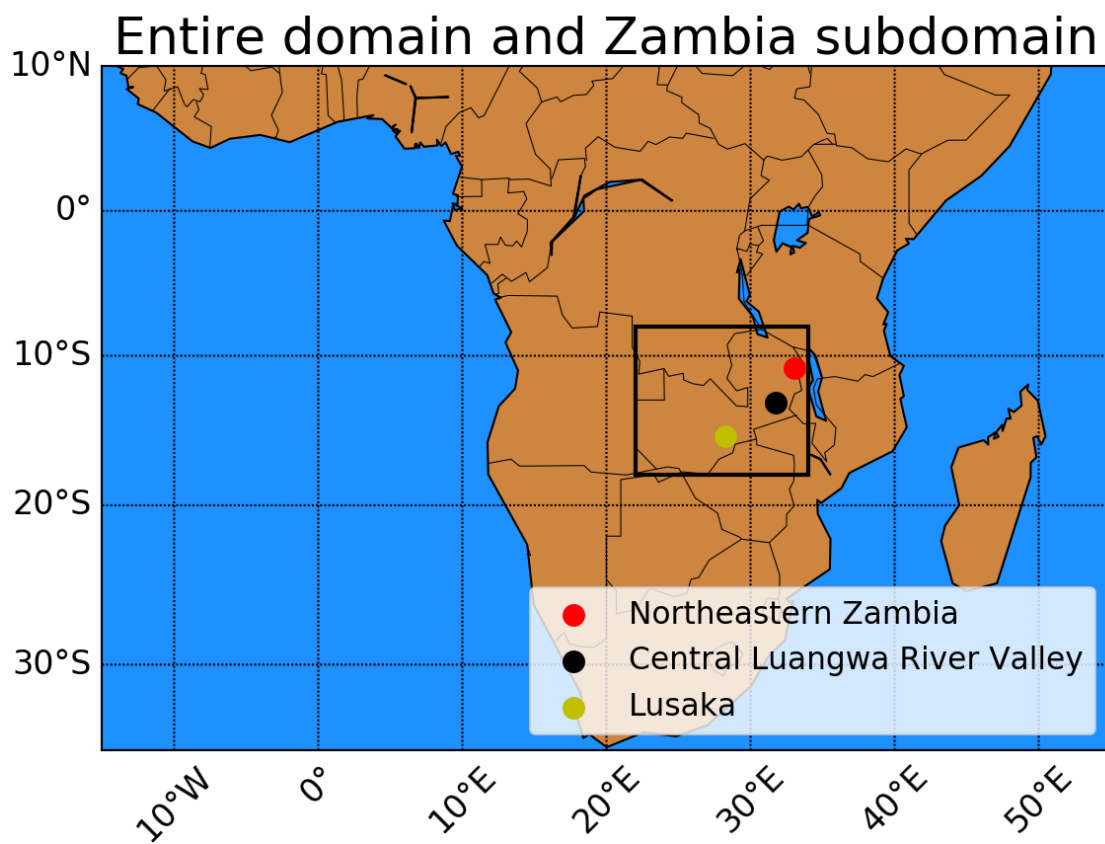 Entire domain and Zambia subdomain
10°N
0°
10°S
20°S
30°S
Northeastern Zambia
Central Luangwa River Valley
Lusaka
10°W
0°
10°E
20°E
30°E
40°E
50°E